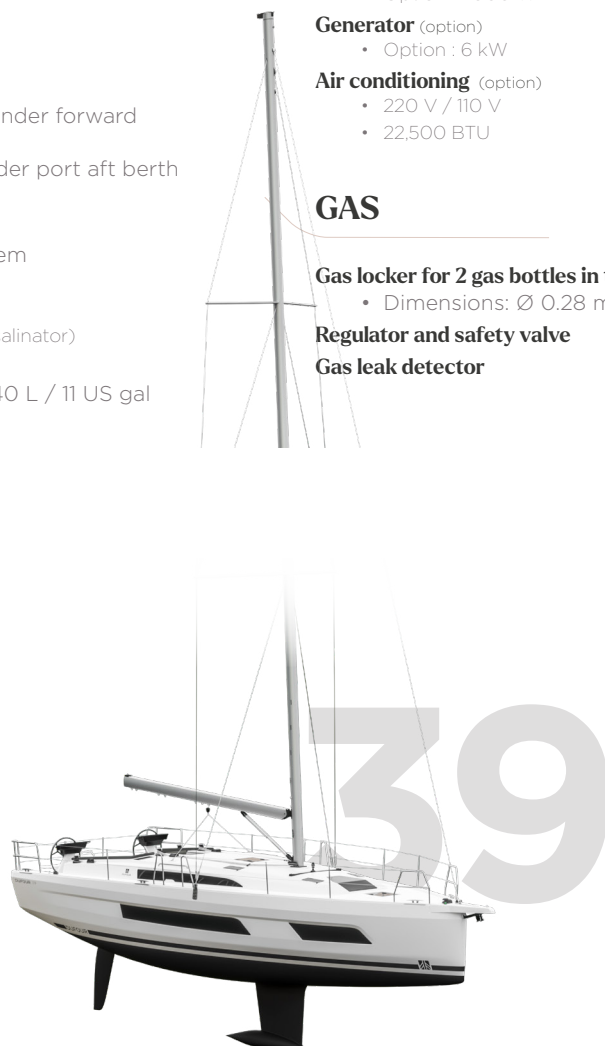 Generator (option)
• Option : 6 kW
Air conditioning (option)
• 220 V / 110 V
• 22,500 BTU
nder forward
der port aft berth
em
alinator)
40 L / 11 US gal
GAS
Gas locker for 2 gas bottles in
• Dimensions: Ø 0.28 m
Regulator and safety valve
Gas leak detector
39